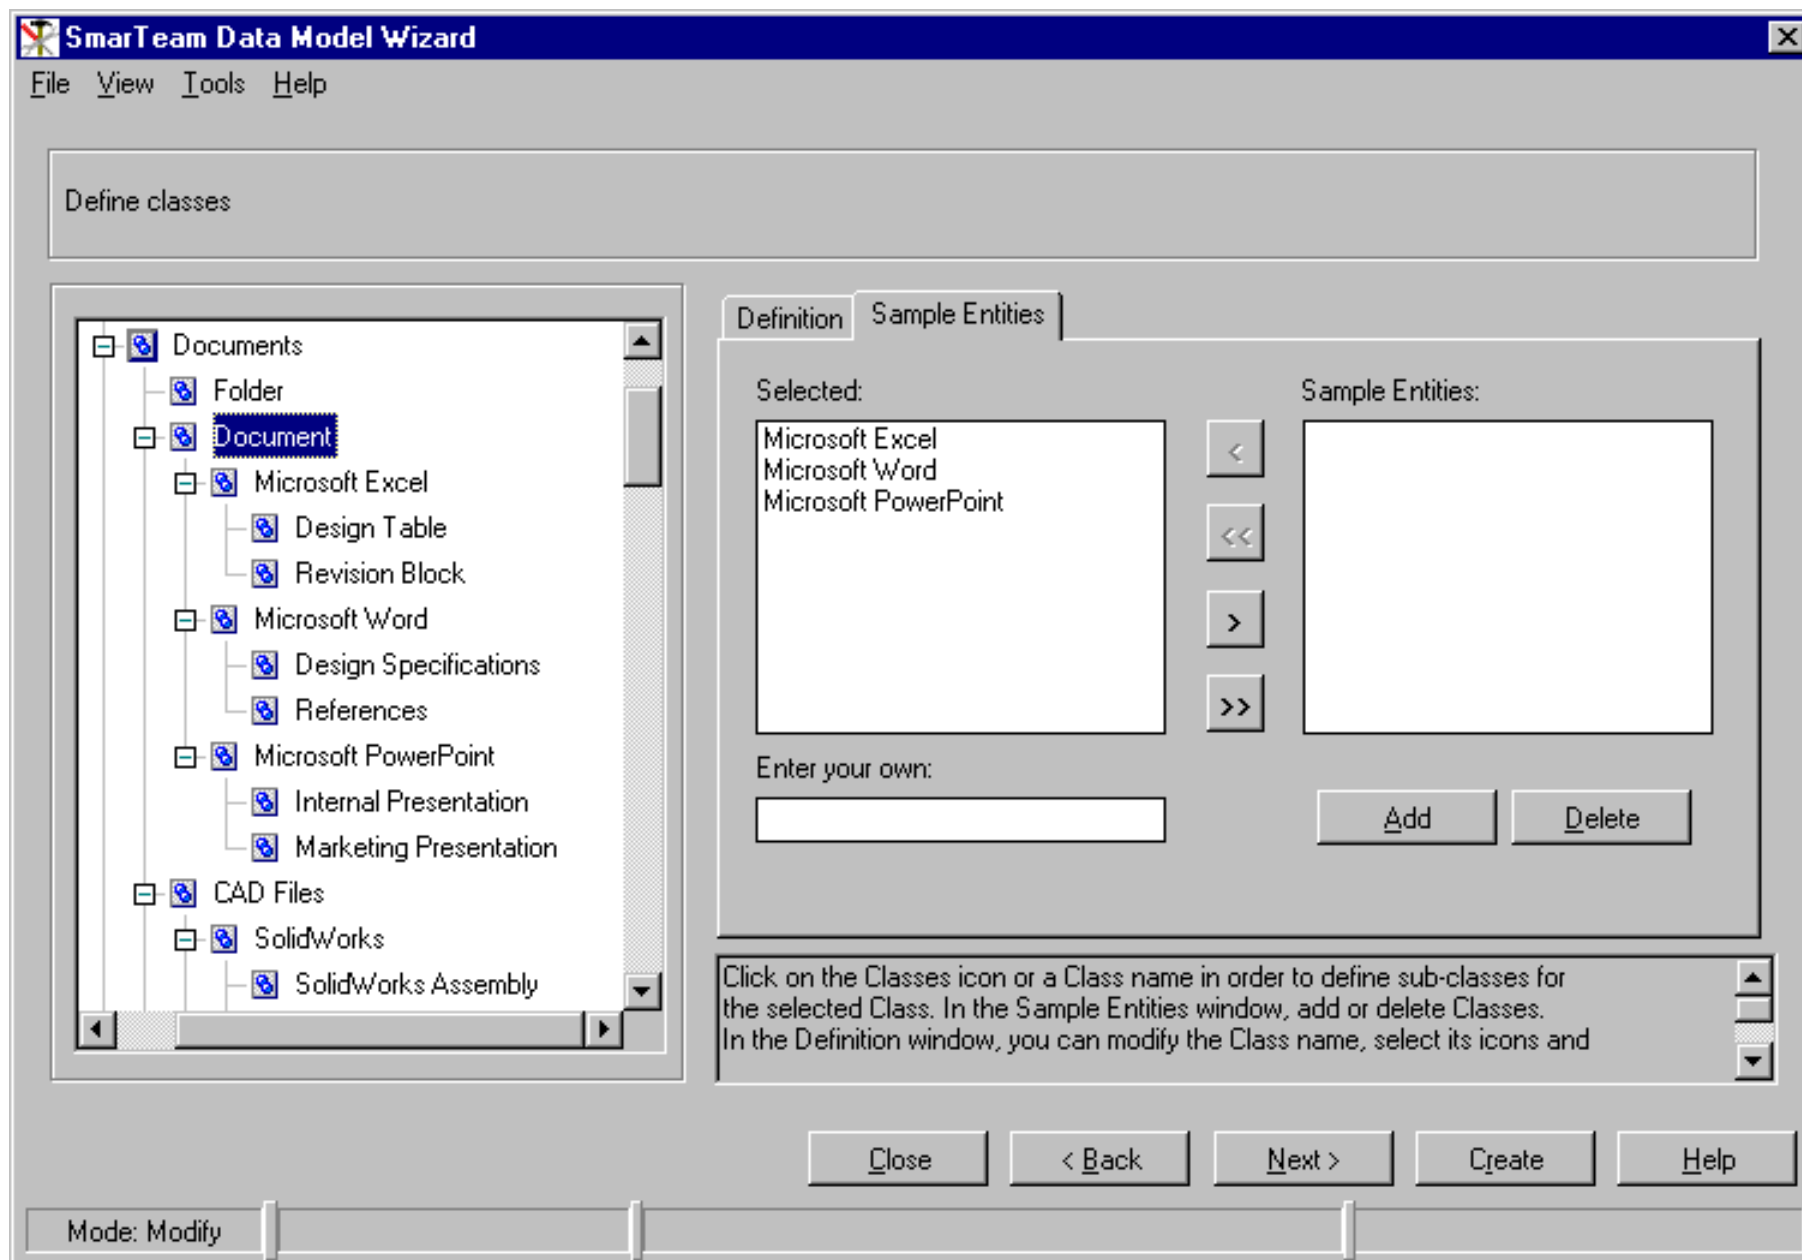 SmarTeam Data Model Wizard
File View Tools Help
Define classes
Documents
Folder
Document
Microsoft Excel
Design Table
Revision Block
Microsoft Word
Design Specifications
References
Microsoft PowerPoint
Internal Presentation
Marketing Presentation
CAD Files
SolidWorks
SolidWorks Assembly
Definition Sample Entities
Selected: Sample Entities:
Microsoft Excel
Microsoft Word
Microsoft PowerPoint
<
<<
>
>>
Enter your own:
Add Delete
Click on the Classes icon or a Class name in order to define sub-classes for
the selected Class. In the Sample Entities window, add or delete Classes.
In the Definition window, you can modify the Class name, select its icons and
Close < Back Next > Create Help
Mode: Modify